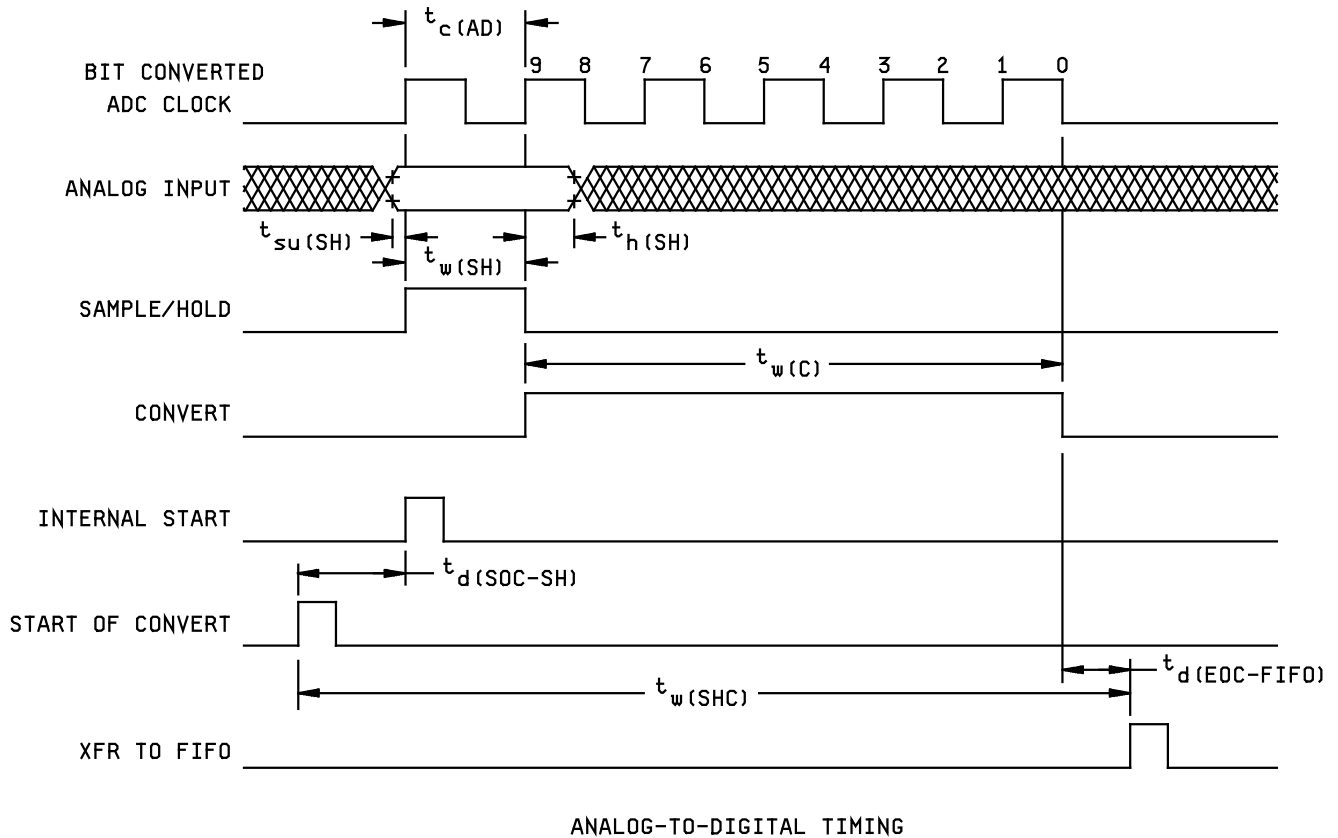 t c(AD)
BIT CONVERTED 9 8 7 6 5 4 3 2 1 0
ADC CLOCK
ANALOG INPUT
t su(SH) t h(SH)
t w(SH)
SAMPLE/HOLD
t w(C)
CONVERT
INTERNAL START
t d(SOC-SH)
START OF CONVERT
t d(EOC-FIFO)
t w(SHC)
XFR TO FIFO
ANALOG-TO-DIGITAL TIMING